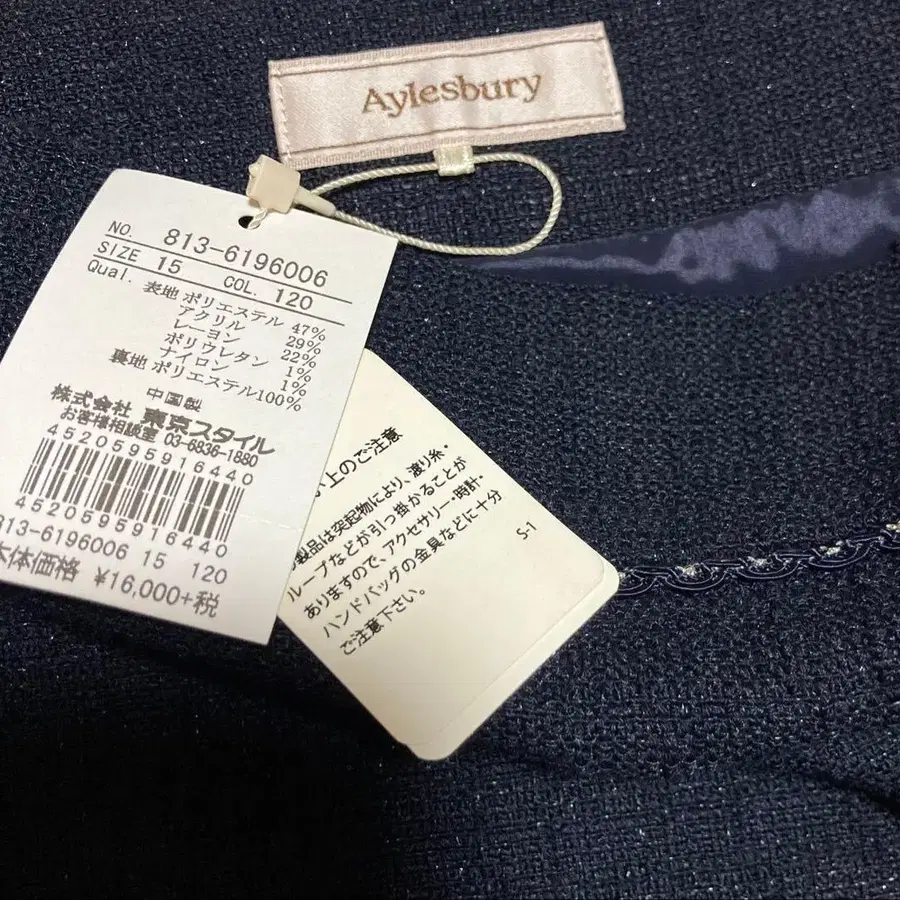 Aylesbury
NO. 813-6196006
SIZE 15 COL. 120
Qual. 表地 ポリエステル 47%
アクリル 29%
レーヨン 22%
ポリウレタン 1%
ナイロン 1%
裏地 ポリエステル100%
中国製
株式会社 東京スタイル
お客様相談室 03-6836-1880
4520595916440
4520595916440
813-6196006 15 120
本体価格 ¥16,000+税
上のご注意
製品は突起物により、渡り糸・
ループなどが引っ掛かることが
ありますので、アクセサリー・時計・
ハンドバッグの金具などに十分
ご注意下さい。
S-1